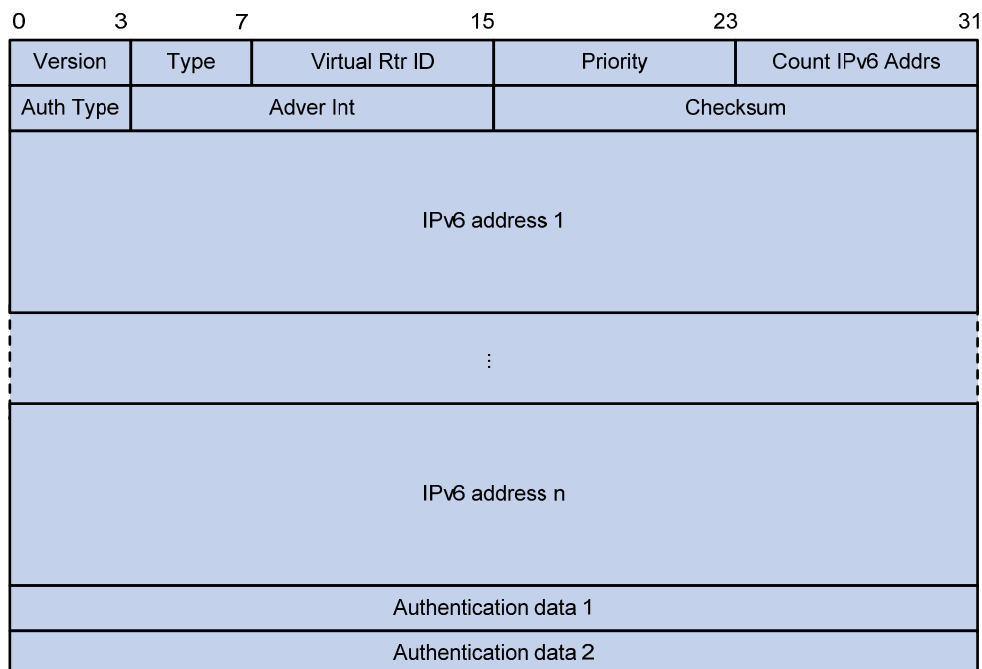 0 3 7 15 23 31
Version Type Virtual Rtr ID Priority Count IPv6 Addrs
Auth Type Adver Int Checksum
IPv6 address 1
⋮
IPv6 address n
Authentication data 1
Authentication data 2